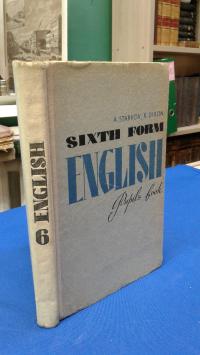 A. STARKOV, R. DIXON
SIXTH FORM
ENGLISH
Pupil's book
6 ENGLISH